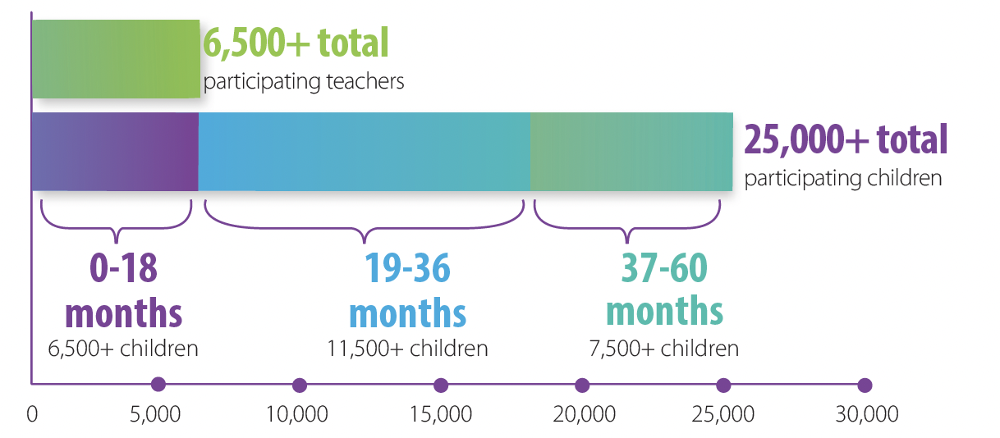 6,500+ total
participating teachers
25,000+ total
participating children
0-18
months
6,500+ children
19-36
months
11,500+ children
37-60
months
7,500+ children
0 5,000 10,000 15,000 20,000 25,000 30,000